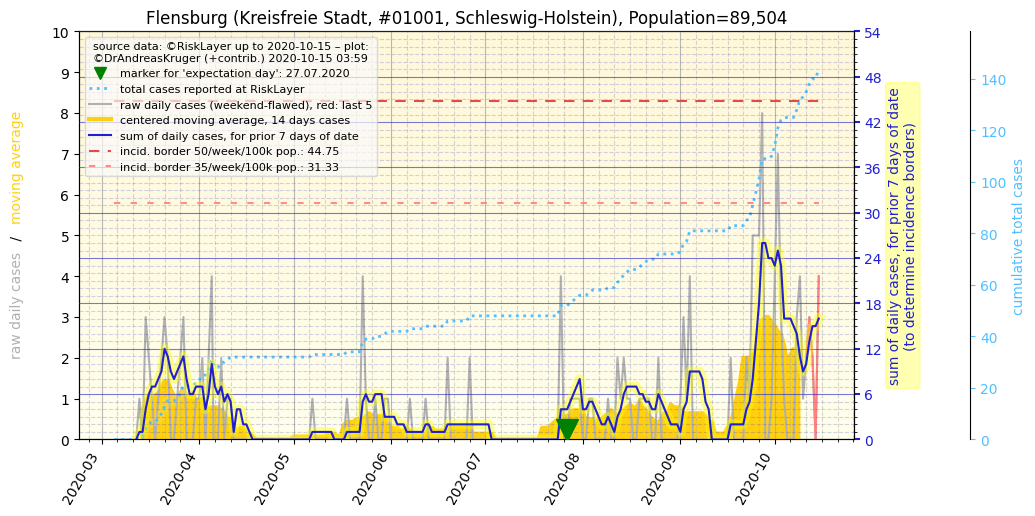 Flensburg (Kreisfreie Stadt, #01001, Schleswig-Holstein), Population=89,504
source data: ©RiskLayer up to 2020-10-15 – plot:
©DrAndreasKruger (+contrib.) 2020-10-15 03:59
marker for 'expectation day': 27.07.2020
total cases reported at RiskLayer
raw daily cases (weekend-flawed), red: last 5
centered moving average, 14 days cases
sum of daily cases, for prior 7 days of date
incid. border 50/week/100k pop.: 44.75
incid. border 35/week/100k pop.: 31.33
raw daily cases / moving average
10
9
8
7
6
5
4
3
2
1
0
2020-03
2020-04
2020-05
2020-06
2020-07
2020-08
2020-09
2020-10
54
48
42
36
30
24
18
12
6
0
sum of daily cases, for prior 7 days of date
(to determine incidence borders)
140
120
100
80
60
40
20
0
cumulative total cases